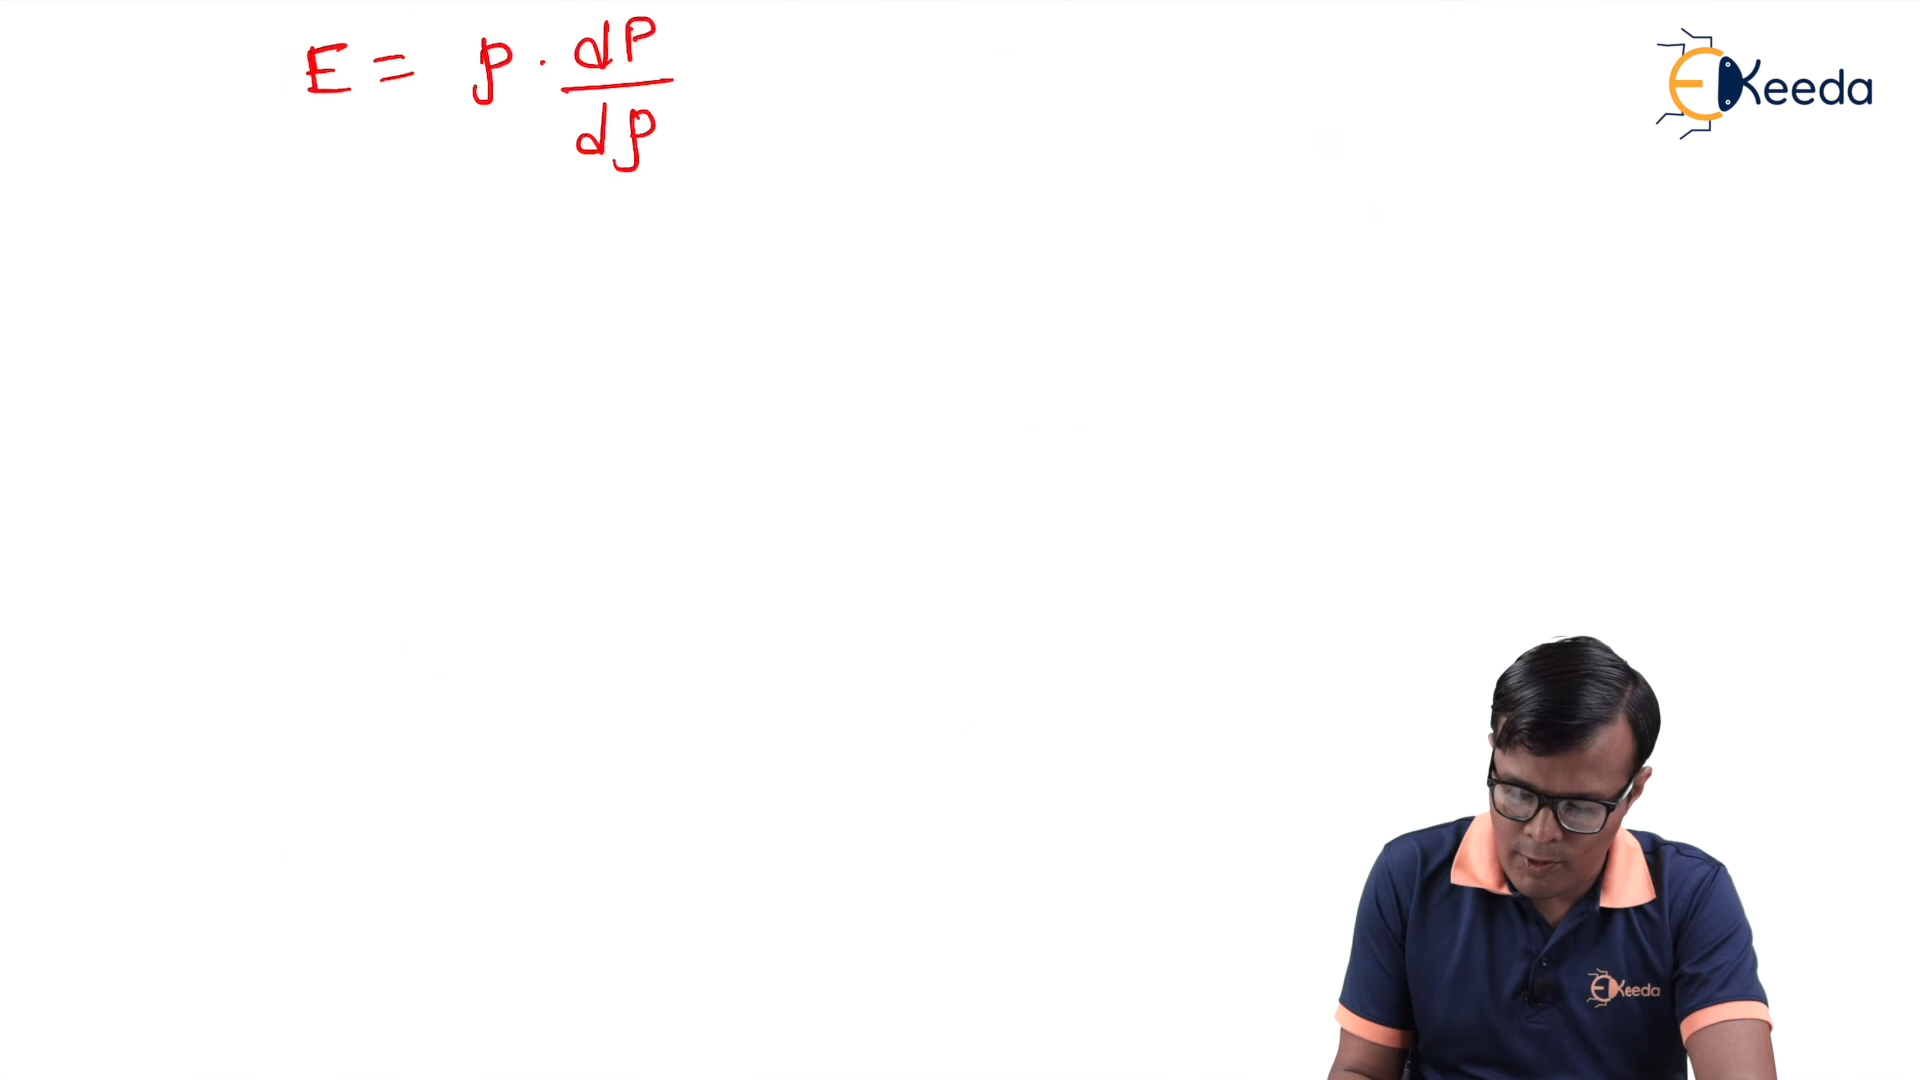 E = ρ · dP/dρ
EKeeda
EKeeda